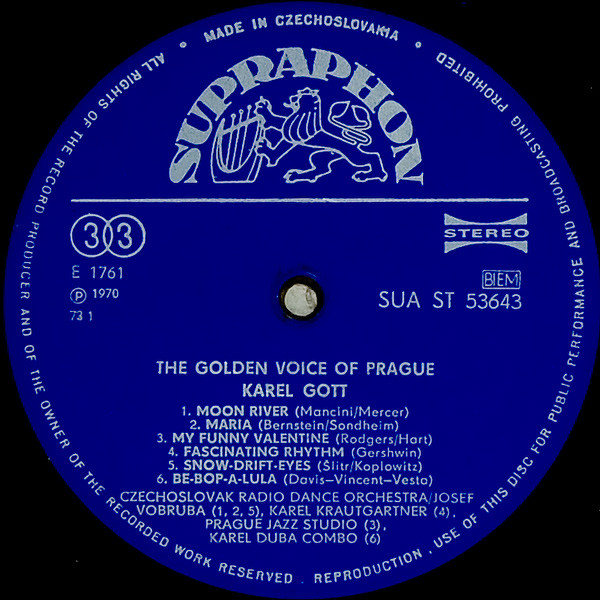 MADE IN CZECHOSLOVAKIA
ALL RIGHTS OF THE RECORD PRODUCER AND OF THE OWNER OF THE RECORDED WORK RESERVED . REPRODUCTION, USE OF THIS DISC FOR PUBLIC PERFORMANCE AND BROADCASTING PROHIBITED
SUPRAPHON
33
STEREO
E 1761
℗ 1970
73 1
BIEM
SUA ST 53643
THE GOLDEN VOICE OF PRAGUE
KAREL GOTT
1. MOON RIVER (Mancini/Mercer)
2. MARIA (Bernstein/Sondheim)
3. MY FUNNY VALENTINE (Rodgers/Hart)
4. FASCINATING RHYTHM (Gershwin)
5. SNOW-DRIFT-EYES (Šlitr/Koplowitz)
6. BE-BOP-A-LULA (Davis–Vincent–Vesta)
CZECHOSLOVAK RADIO DANCE ORCHESTRA/JOSEF
VOBRUBA (1, 2, 5), KAREL KRAUTGARTNER (4),
PRAGUE JAZZ STUDIO (3),
KAREL DUBA COMBO (6)